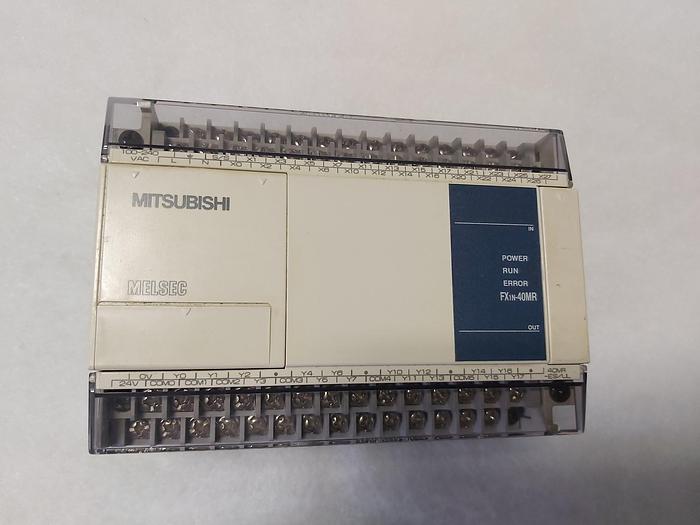 100-240
VAC L N S/S X0 X1 X2 X3 X4 X5 X6 X7 X10 X11 X12 X13 X14 X15 X16 X17 X20 X21 X22 X23 X24 X25 X26 X27
MITSUBISHI
MELSEC
IN
POWER
RUN
ERROR
FX1N-40MR
OUT
0V Y0 Y1 Y2 • Y4 Y6 • Y10 Y12 • Y14 Y16 •
24V COM0 COM1 COM2 Y3 COM3 Y5 Y7 COM4 Y11 Y13 COM5 Y15 Y17
40MR
-ES/UL